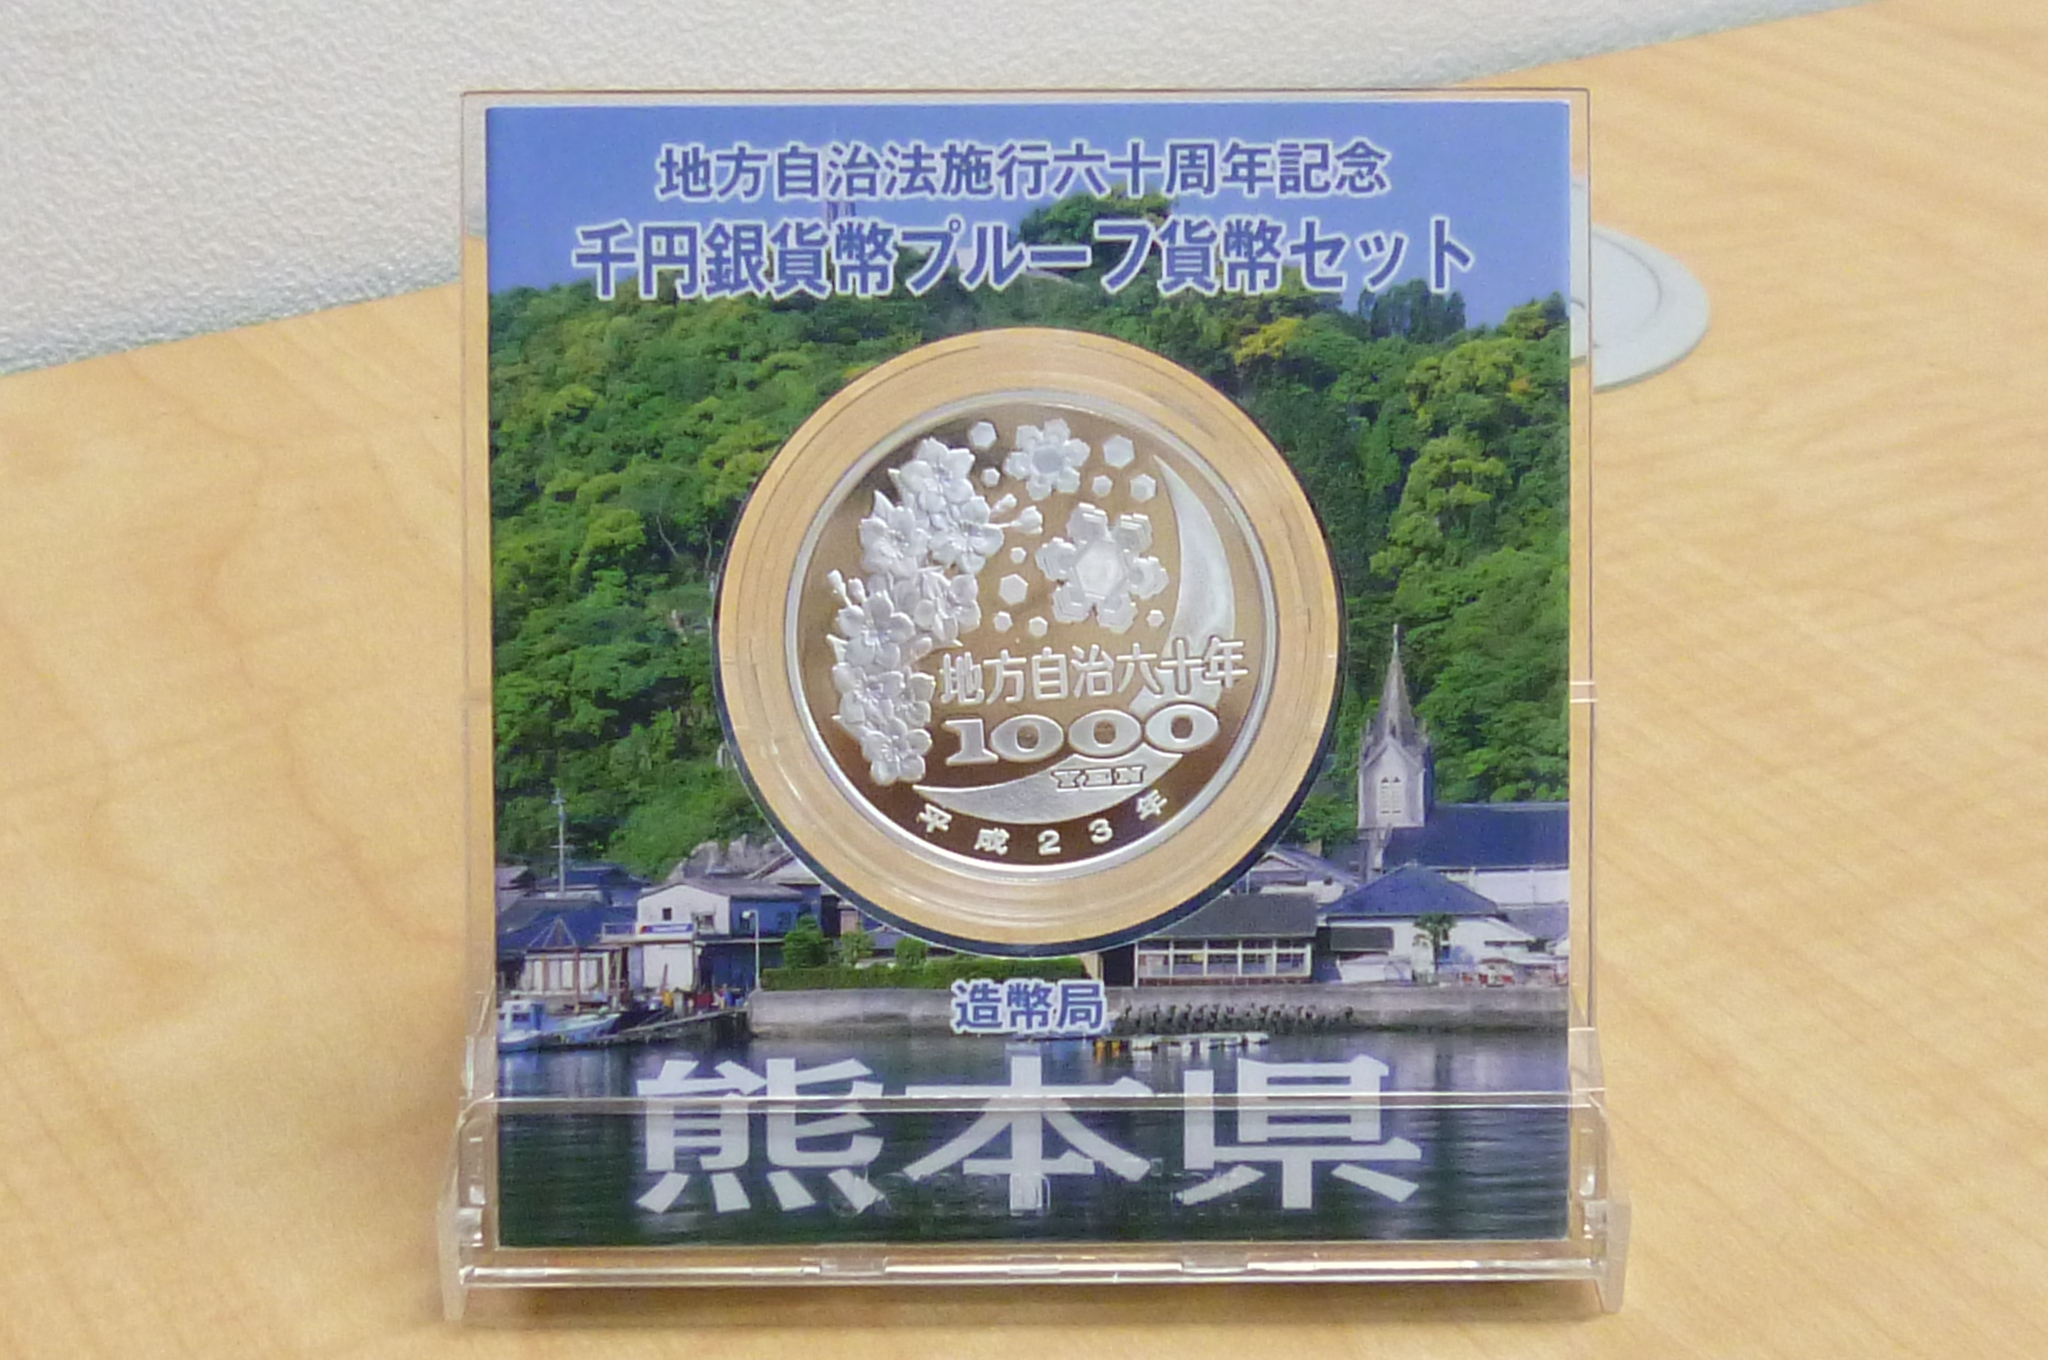 地方自治法施行六十周年記念
千円銀貨幣プルーフ貨幣セット
地方自治六十年
1000
YEN
平成23年
造幣局
熊本県